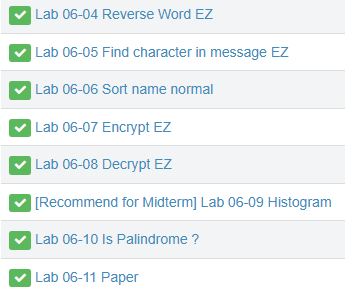 Lab 06-04 Reverse Word EZ
Lab 06-05 Find character in message EZ
Lab 06-06 Sort name normal
Lab 06-07 Encrypt EZ
Lab 06-08 Decrypt EZ
[Recommend for Midterm] Lab 06-09 Histogram
Lab 06-10 Is Palindrome ?
Lab 06-11 Paper